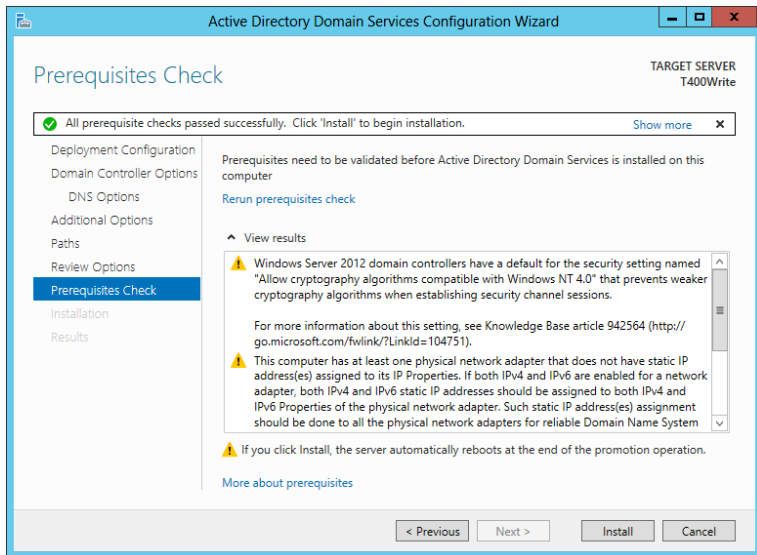 Active Directory Domain Services Configuration Wizard
Prerequisites Check
TARGET SERVER
T400Write
All prerequisite checks passed successfully. Click 'Install' to begin installation.
Show more
Deployment Configuration
Domain Controller Options
DNS Options
Additional Options
Paths
Review Options
Prerequisites Check
Installation
Results
Prerequisites need to be validated before Active Directory Domain Services is installed on this
computer
Rerun prerequisites check
View results
Windows Server 2012 domain controllers have a default for the security setting named
"Allow cryptography algorithms compatible with Windows NT 4.0" that prevents weaker
cryptography algorithms when establishing security channel sessions.
For more information about this setting, see Knowledge Base article 942564 (http://
go.microsoft.com/fwlink/?LinkId=104751).
This computer has at least one physical network adapter that does not have static IP
address(es) assigned to its IP Properties. If both IPv4 and IPv6 are enabled for a network
adapter, both IPv4 and IPv6 static IP addresses should be assigned to both IPv4 and
IPv6 Properties of the physical network adapter. Such static IP address(es) assignment
should be done to all the physical network adapters for reliable Domain Name System
If you click Install, the server automatically reboots at the end of the promotion operation.
More about prerequisites
< Previous
Next >
Install
Cancel